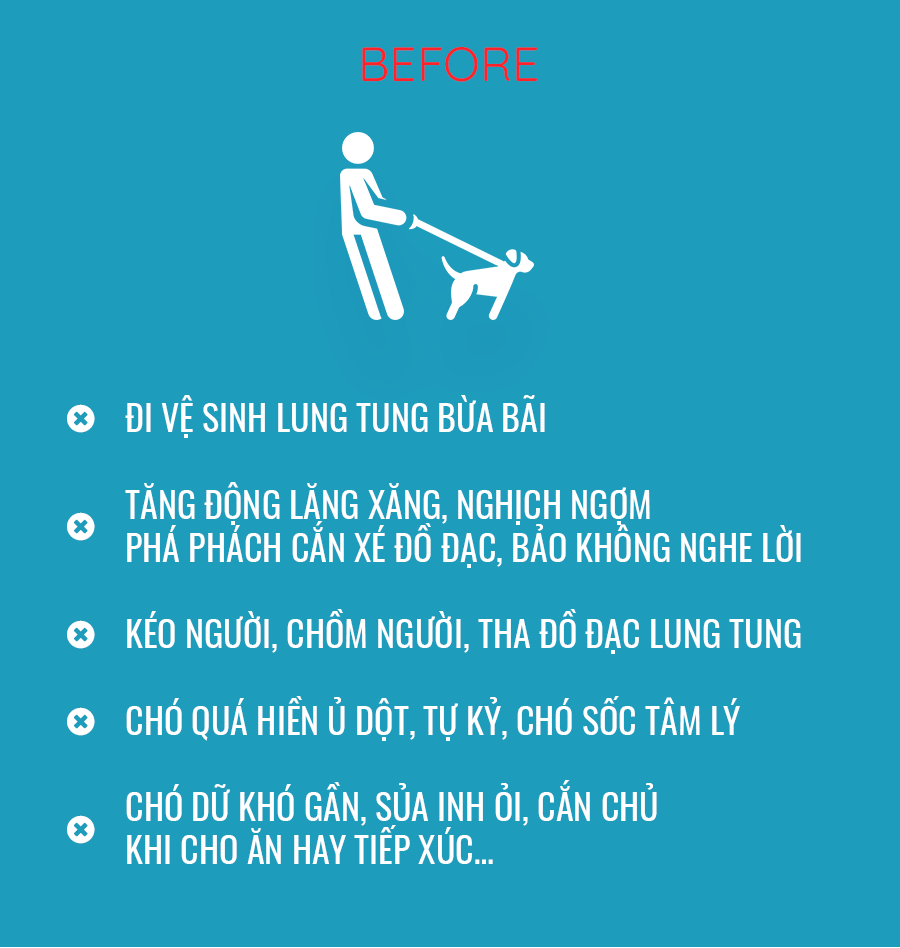 BEFORE
ĐI VỆ SINH LUNG TUNG BỪA BÃI
TĂNG ĐỘNG LĂNG XĂNG, NGHỊCH NGỢM
PHÁ PHÁCH CẮN XÉ ĐỒ ĐẠC, BẢO KHÔNG NGHE LỜI
KÉO NGƯỜI, CHỒM NGƯỜI, THA ĐỒ ĐẠC LUNG TUNG
CHÓ QUÁ HIỀN Ủ DỘT, TỰ KỶ, CHÓ SỐC TÂM LÝ
CHÓ DỮ KHÓ GẦN, SỦA INH ỎI, CẮN CHỦ
KHI CHO ĂN HAY TIẾP XÚC...